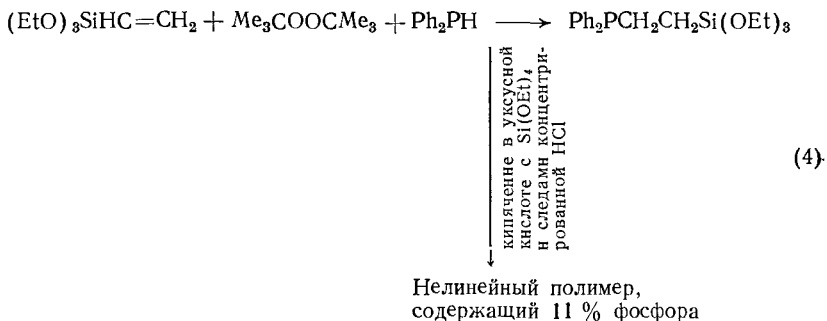 (EtO)₃SiHC=CH₂ + Me₃COOCMe₃ + Ph₂PH ⟶ Ph₂PCH₂CH₂Si(OEt)₃
кипячение в уксусной
кислоте с Si(OEt)₄
и следами концентри-
рованной HCl
(4)
Нелинейный полимер,
содержащий 11 % фосфора